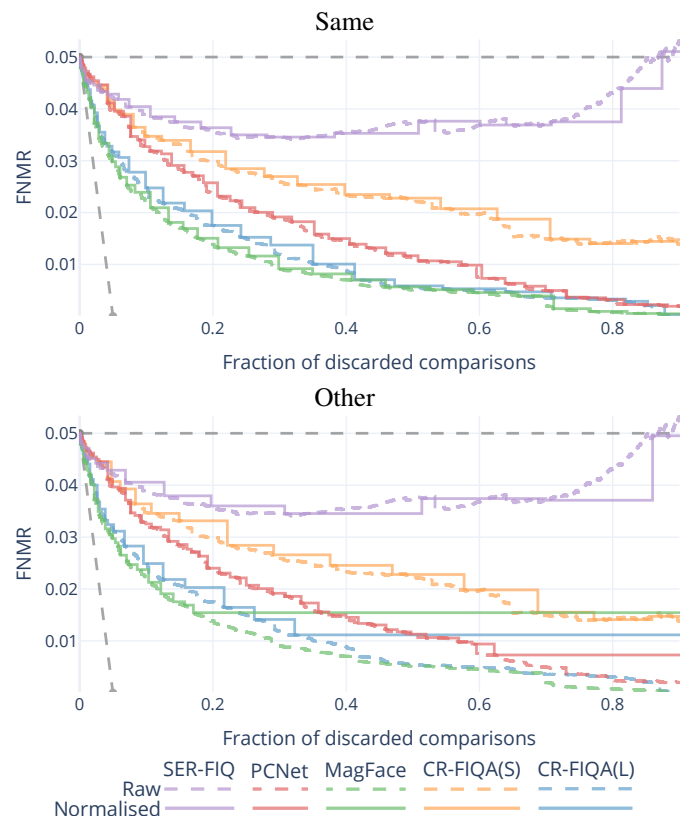 Same
0.05
0.04
0.03
0.02
0.01
FNMR
0 0.2 0.4 0.6 0.8
Fraction of discarded comparisons
Other
0.05
0.04
0.03
0.02
0.01
FNMR
0 0.2 0.4 0.6 0.8
Fraction of discarded comparisons
SER-FIQ PCNet MagFace CR-FIQA(S) CR-FIQA(L)
Raw
Normalised